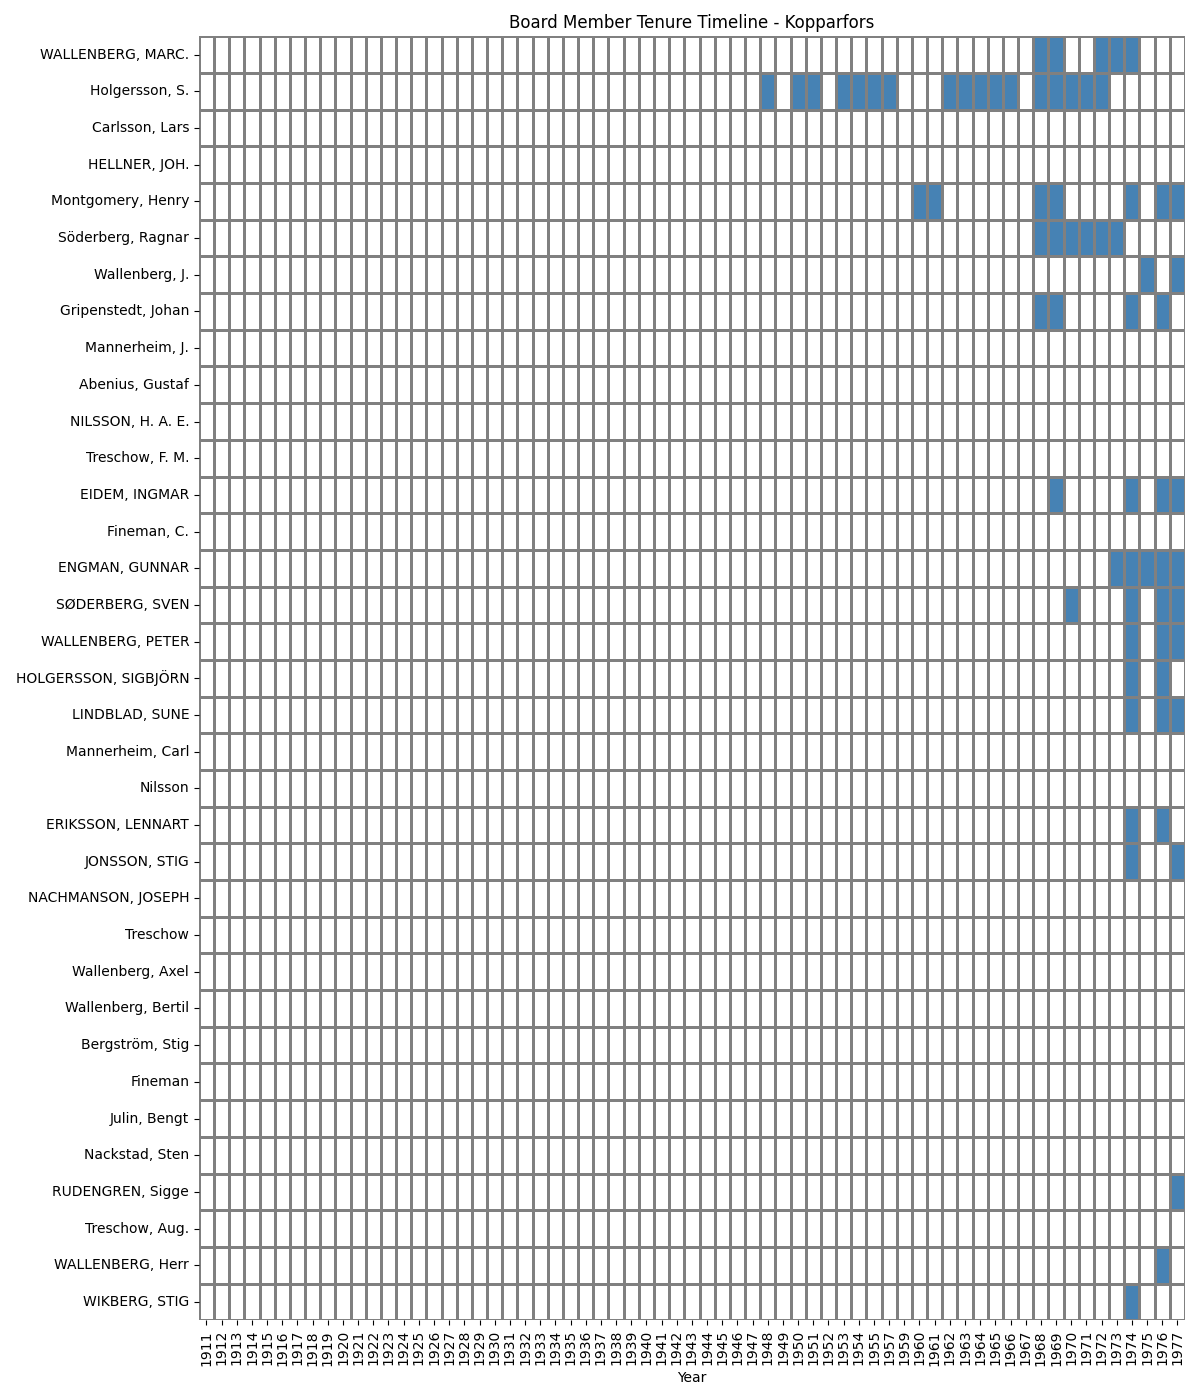 Board Member Tenure Timeline - Kopparfors
WALLENBERG, MARC.
Holgersson, S.
Carlsson, Lars
HELLNER, JOH.
Montgomery, Henry
Söderberg, Ragnar
Wallenberg, J.
Gripenstedt, Johan
Mannerheim, J.
Abenius, Gustaf
NILSSON, H. A. E.
Treschow, F. M.
EIDEM, INGMAR
Fineman, C.
ENGMAN, GUNNAR
SØDERBERG, SVEN
WALLENBERG, PETER
HOLGERSSON, SIGBJÖRN
LINDBLAD, SUNE
Mannerheim, Carl
Nilsson
ERIKSSON, LENNART
JONSSON, STIG
NACHMANSON, JOSEPH
Treschow
Wallenberg, Axel
Wallenberg, Bertil
Bergström, Stig
Fineman
Julin, Bengt
Nackstad, Sten
RUDENGREN, Sigge
Treschow, Aug.
WALLENBERG, Herr
WIKBERG, STIG
1911 1912 1913 1914 1915 1916 1917 1918 1919 1920 1921 1922 1923 1924 1925 1926 1927 1928 1929 1930 1931 1932 1933 1934 1935 1936 1937 1938 1939 1940 1941 1942 1943 1944 1945 1946 1947 1948 1949 1950 1951 1952 1953 1954 1955 1957 1959 1960 1961 1962 1963 1964 1965 1966 1967 1968 1969 1970 1971 1972 1973 1974 1975 1976 1977
Year